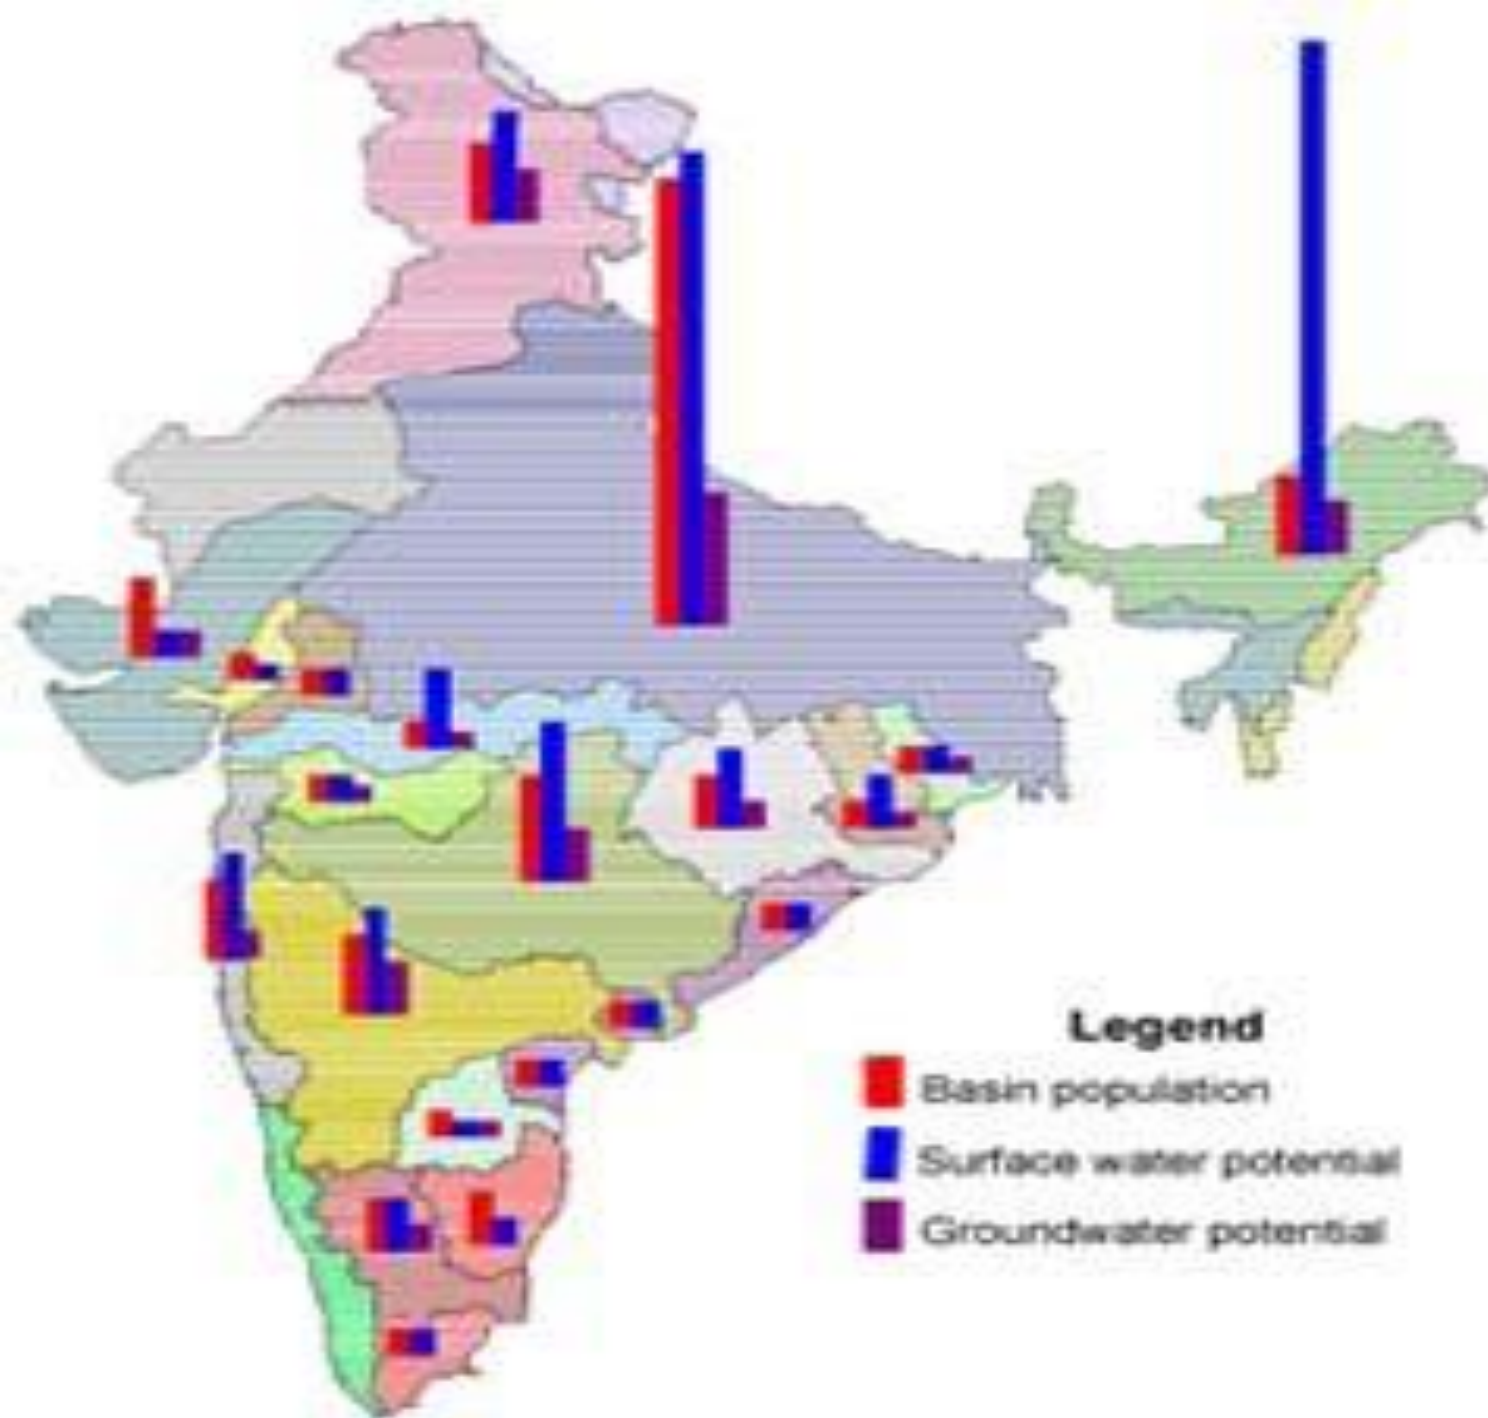 Legend
Basin population
Surface water potential
Groundwater potential